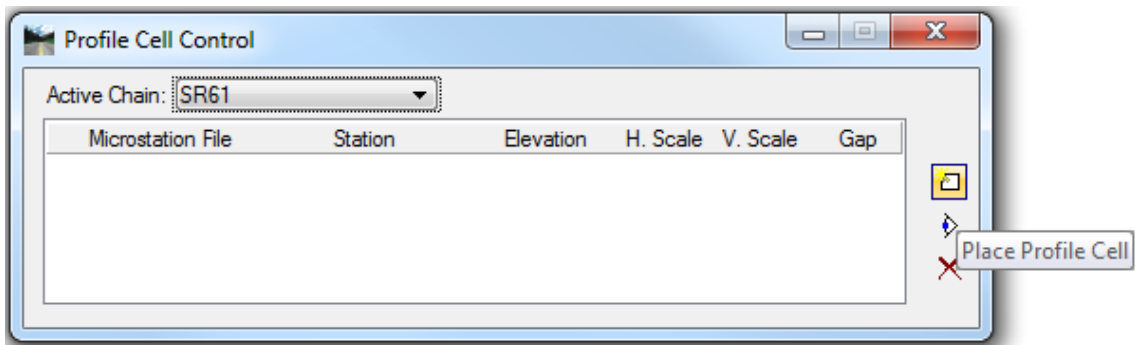 Profile Cell Control
Active Chain: SR61
Microstation File Station Elevation H. Scale V. Scale Gap
Place Profile Cell